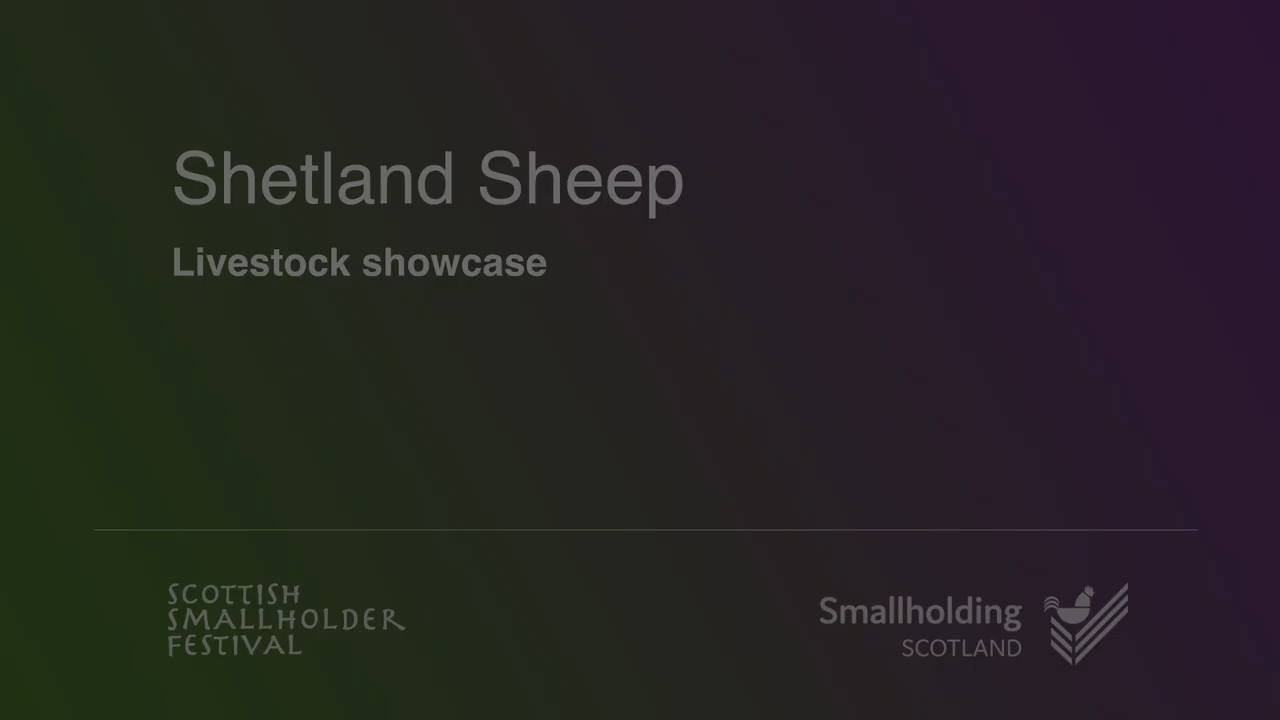 Shetland Sheep
Livestock showcase
SCOTTISH
SMALLHOLDER
FESTIVAL
Smallholding
SCOTLAND